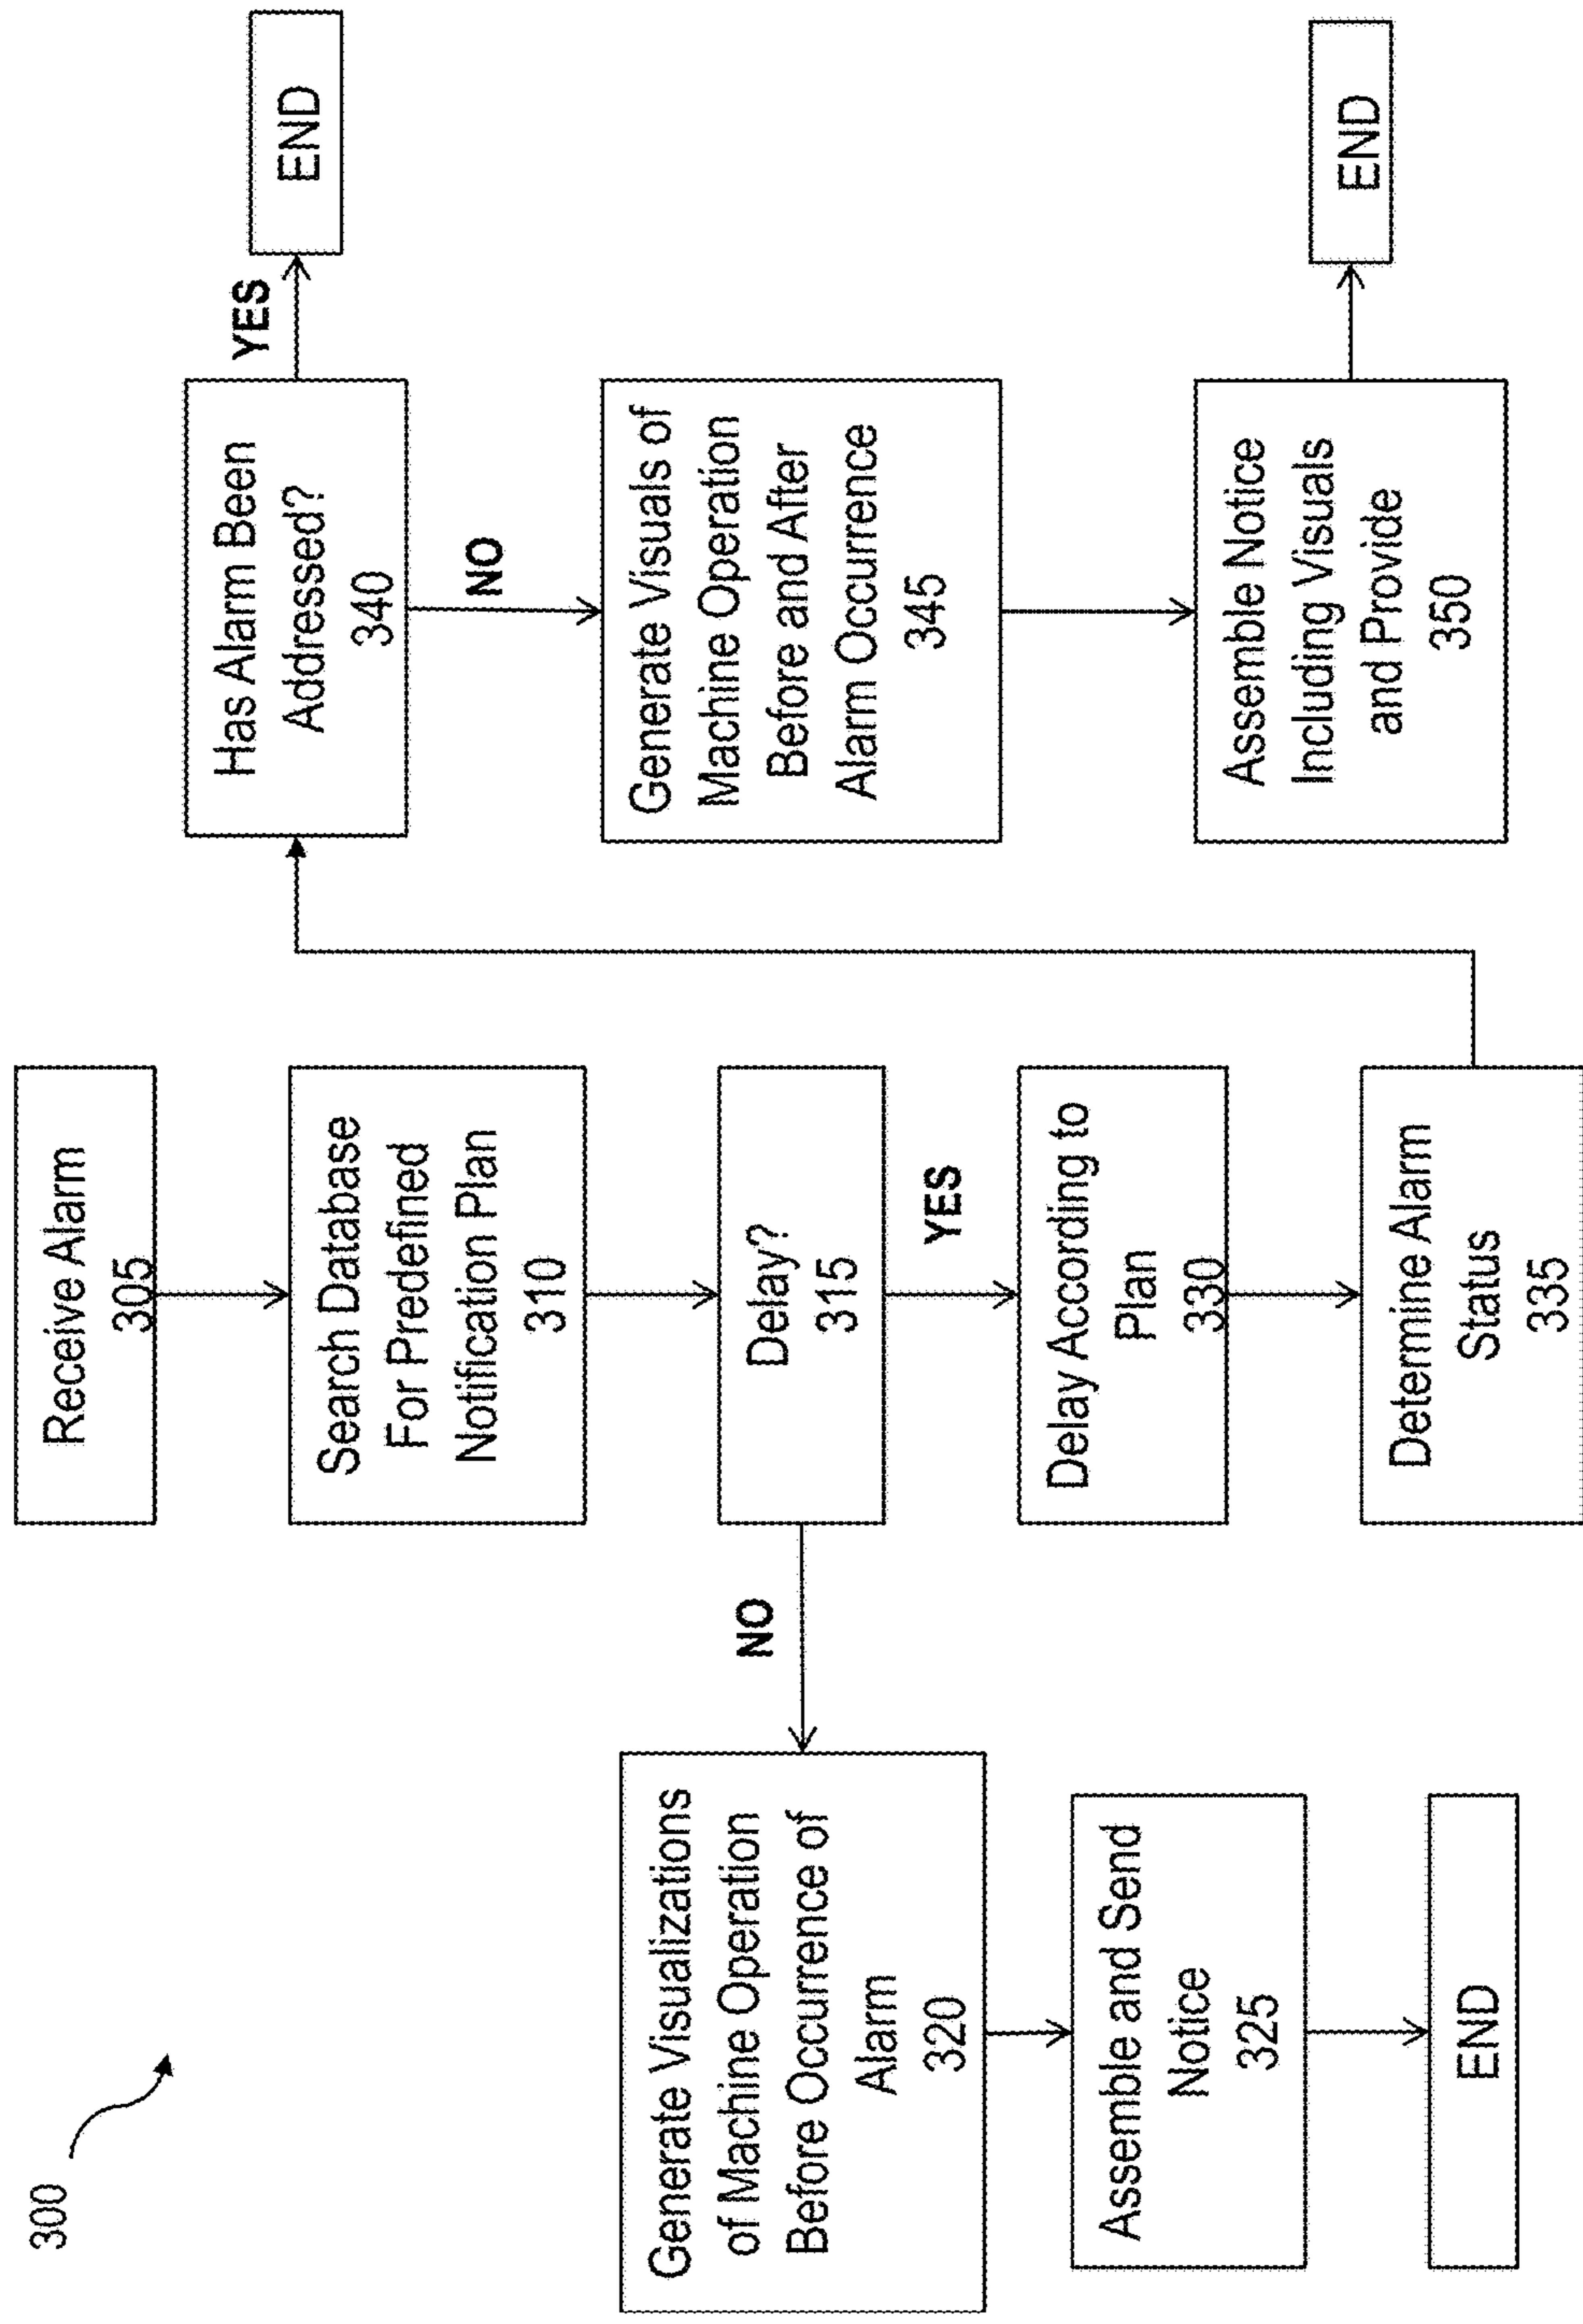 300
Receive Alarm
305
Search Database
For Predefined
Notification Plan
310
Delay?
315
NO
Generate Visualizations
of Machine Operation
Before Occurrence of
Alarm
320
Assemble and Send
Notice
325
END
YES
Delay According to
Plan
330
Determine Alarm
Status
335
Has Alarm Been
Addressed?
340
YES
END
NO
Generate Visuals of
Machine Operation
Before and After
Alarm Occurrence
345
Assemble Notice
Including Visuals
and Provide
350
END